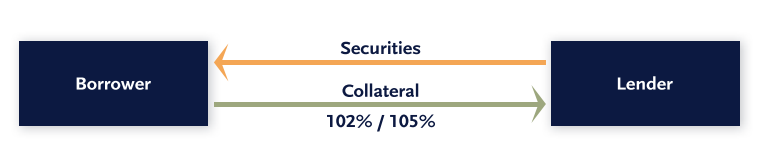 Securities
Borrower
Lender
Collateral
102% / 105%